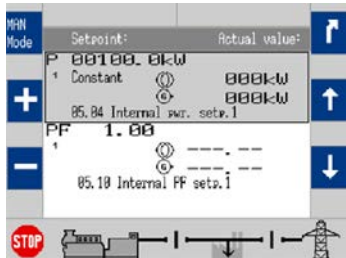 MAN
Mode
Setpoint: Actual value:
P 00100.0kW
1 Constant 000kW
G 000kW
05.04 Internal pwr. setp.1
PF 1.00
1 ---.--
G ---.--
05.10 Internal PF setp.1
STOP